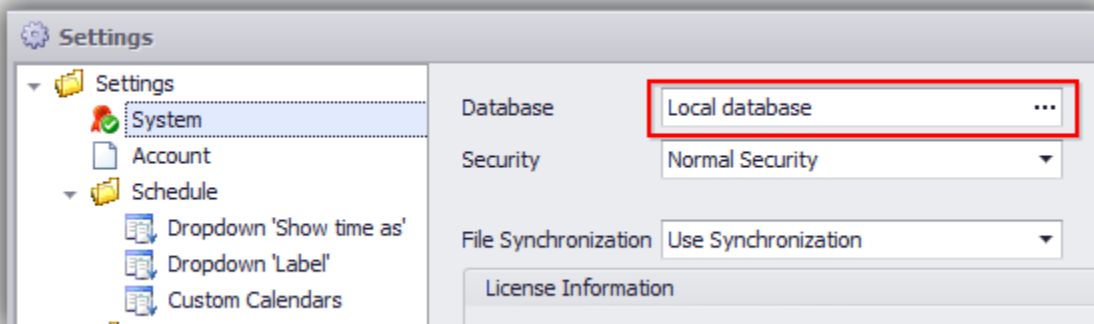 Settings
Settings
System
Account
Schedule
Dropdown 'Show time as'
Dropdown 'Label'
Custom Calendars
Database Local database ...
Security Normal Security
File Synchronization Use Synchronization
License Information